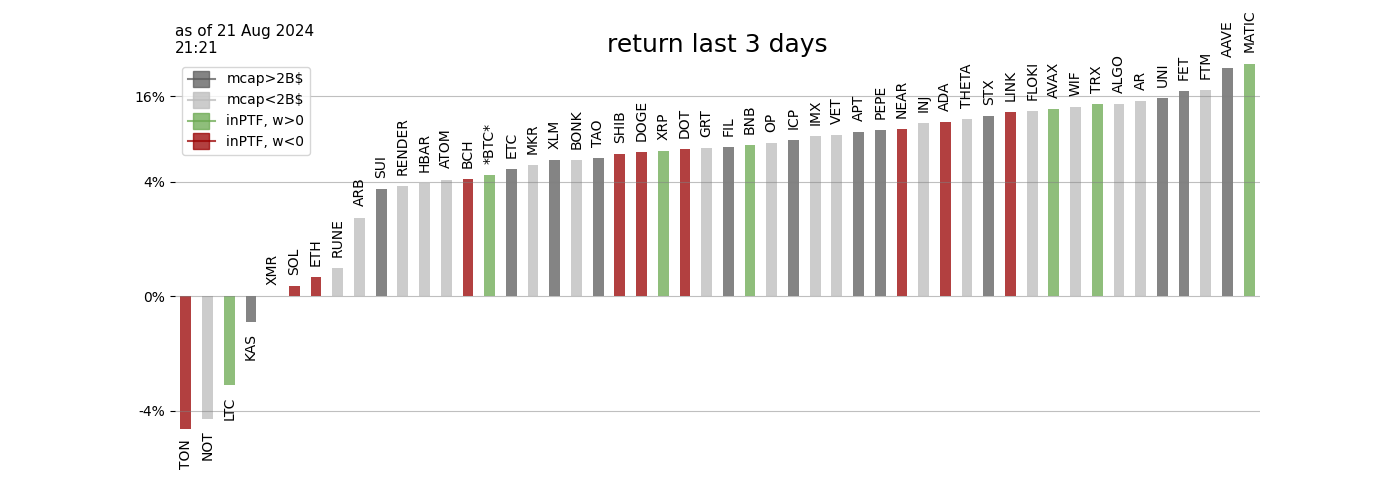 as of 21 Aug 2024
21:21
return last 3 days
mcap>2B$
mcap<2B$
inPTF, w>0
inPTF, w<0
16%
4%
0%
-4%
TON
NOT
LTC
KAS
XMR
SOL
ETH
RUNE
ARB
SUI
RENDER
HBAR
ATOM
BCH
*BTC*
ETC
MKR
XLM
BONK
TAO
SHIB
DOGE
XRP
DOT
GRT
FIL
BNB
OP
ICP
IMX
VET
APT
PEPE
NEAR
INJ
ADA
THETA
STX
LINK
FLOKI
AVAX
WIF
TRX
ALGO
AR
UNI
FET
FTM
AAVE
MATIC